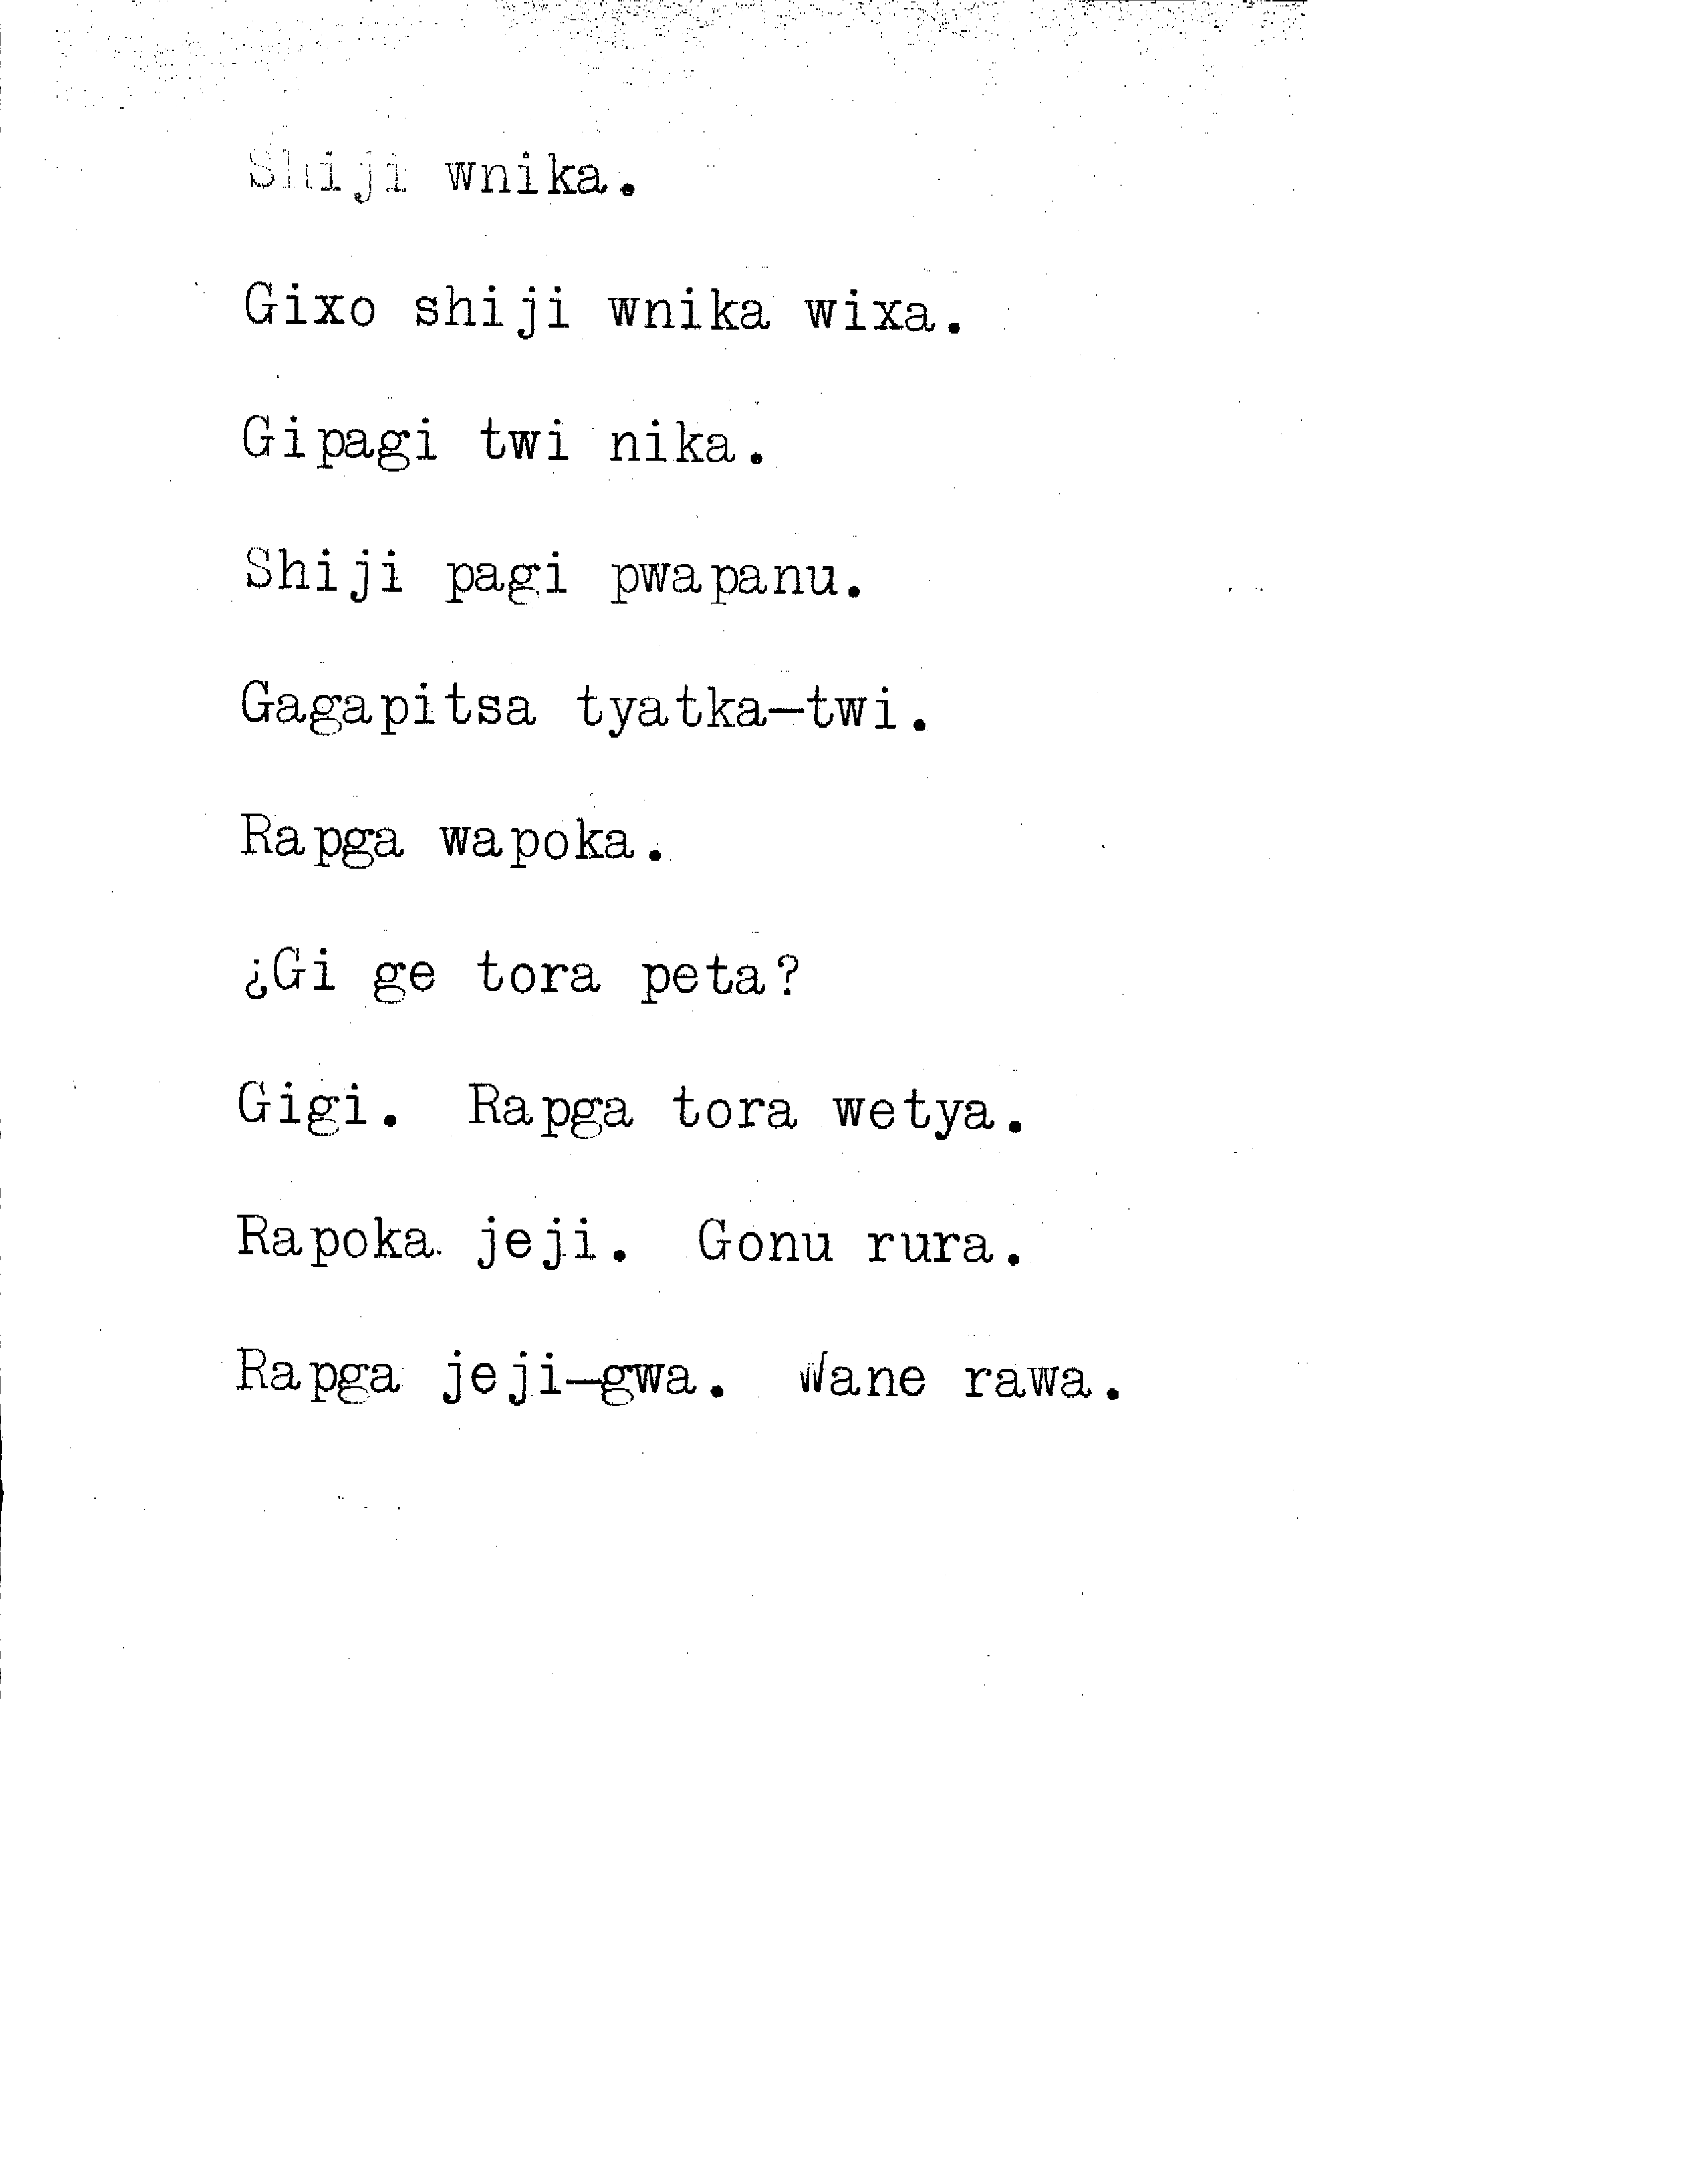 Shiji wnika.
Gixo shiji wnika wixa.
Gipagi twi nika.
Shiji pagi pwapanu.
Gagapitsa tyatka-twi.
Rapga wapoka.
¿Gi ge tora peta?
Gigi. Rapga tora wetya.
Rapoka jeji. Gonu rura.
Rapga jeji-gwa. Wane rawa.